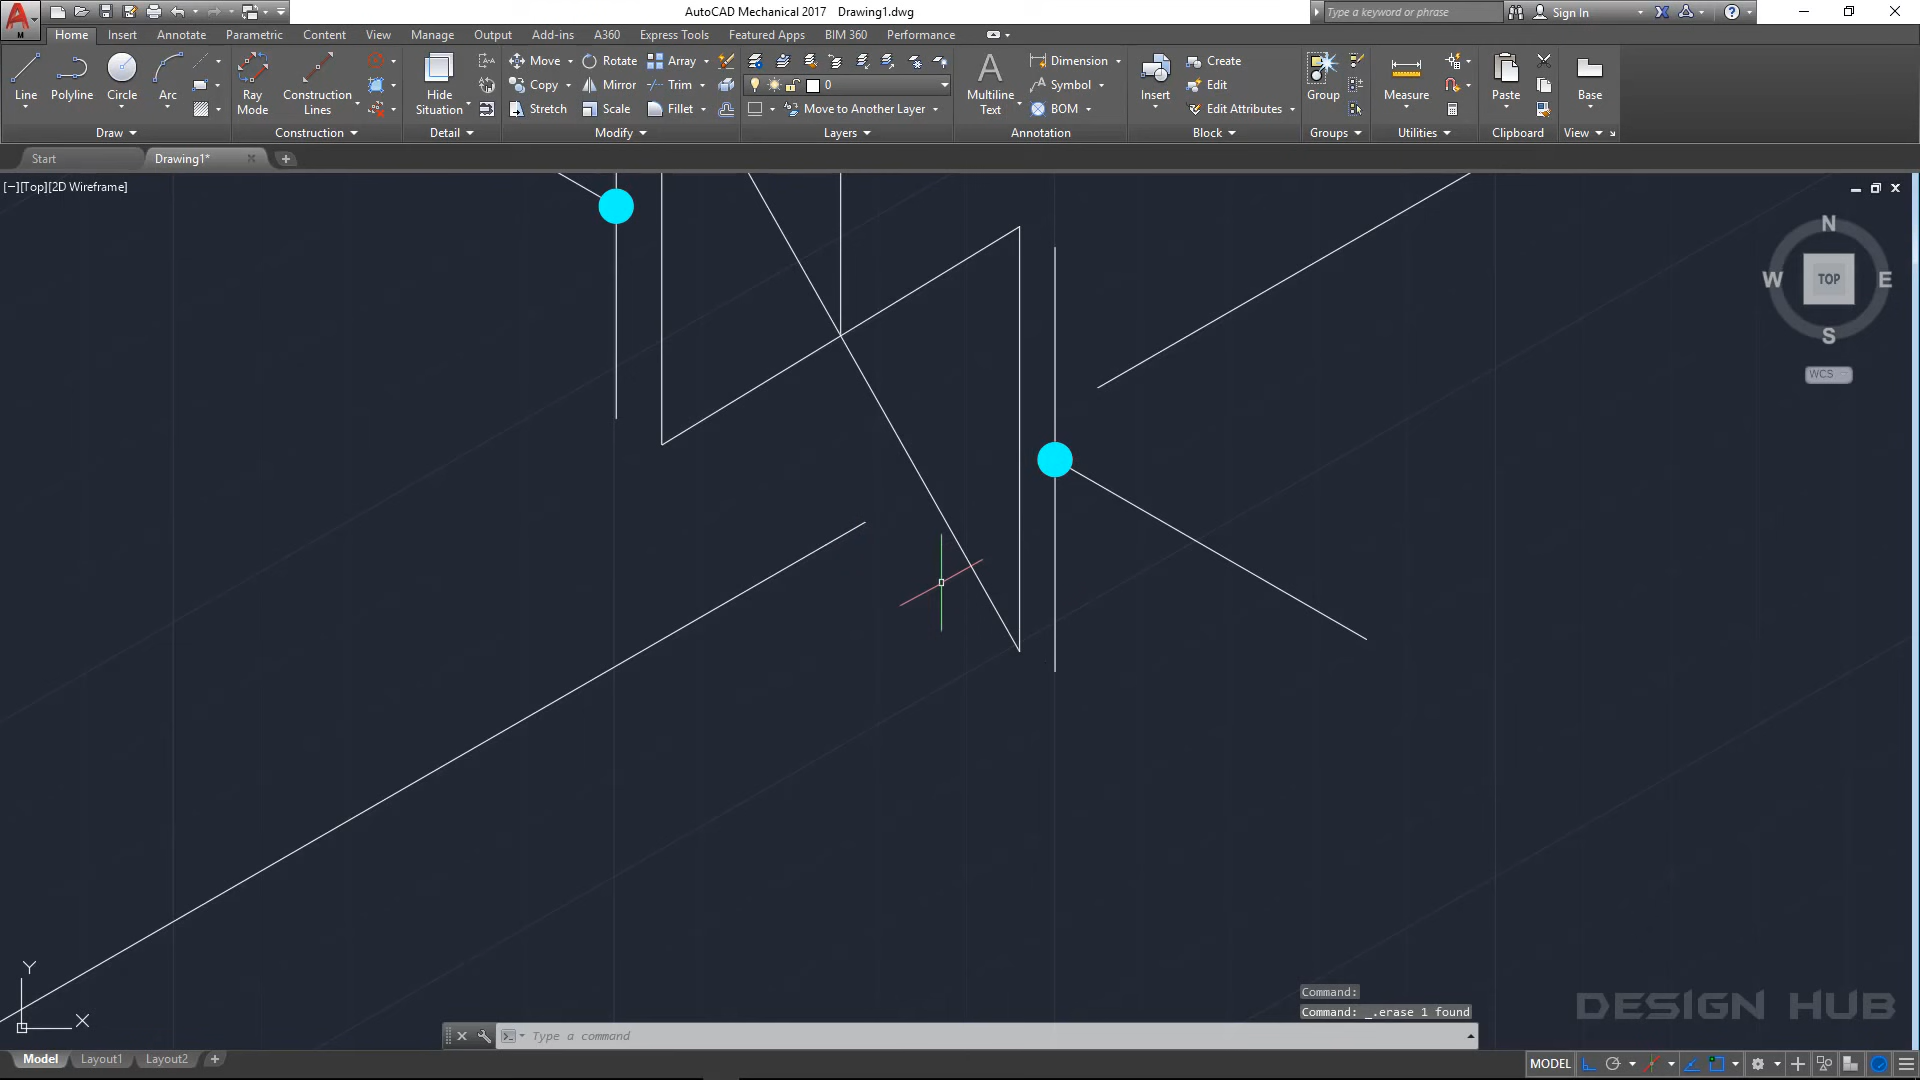 AutoCAD Mechanical 2017 Drawing1.dwg
Type a keyword or phrase
Sign In
M
Home Insert Annotate Parametric Content View Manage Output Add-ins A360 Express Tools Featured Apps BIM 360 Performance
Line Polyline Circle Arc
Ray Mode
Construction Lines
Hide Situation
Move Rotate Array
Copy Mirror Trim
Stretch Scale Fillet
0
Move to Another Layer
Multiline Text
Dimension
Symbol
BOM
Insert
Create
Edit
Edit Attributes
Group
Measure
Paste
Base
Draw Construction Detail Modify Layers Annotation Block Groups Utilities Clipboard View
Start Drawing1* +
[−][Top][2D Wireframe]
N
W TOP E
S
WCS
Y
X
Command:
Command: _.erase 1 found
DESIGN HUB
Type a command
Model Layout1 Layout2 +
MODEL